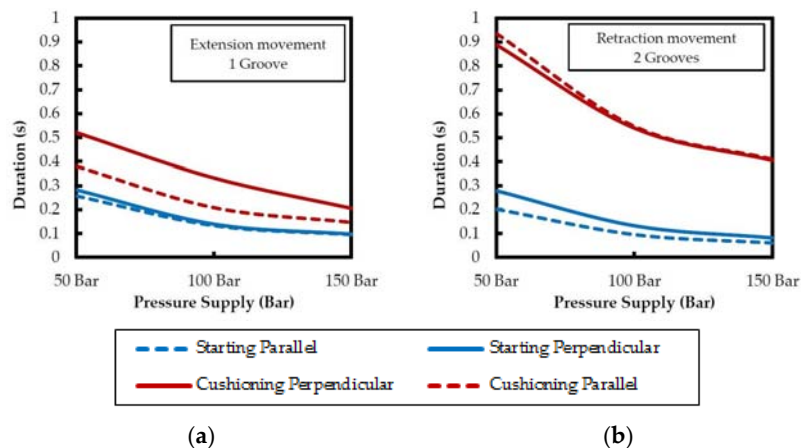 1
0.9
0.8
0.7
0.6
0.5
0.4
0.3
0.2
0.1
0
Duration (s)
Extension movement
1 Groove
50 Bar 100 Bar 150 Bar
Pressure Supply (Bar)
1
0.9
0.8
0.7
0.6
0.5
0.4
0.3
0.2
0.1
0
Duration (s)
Retraction movement
2 Grooves
50 Bar 100 Bar 150 Bar
Pressure Supply (Bar)
Starting Parallel Starting Perpendicular
Cushioning Perpendicular Cushioning Parallel
(a) (b)